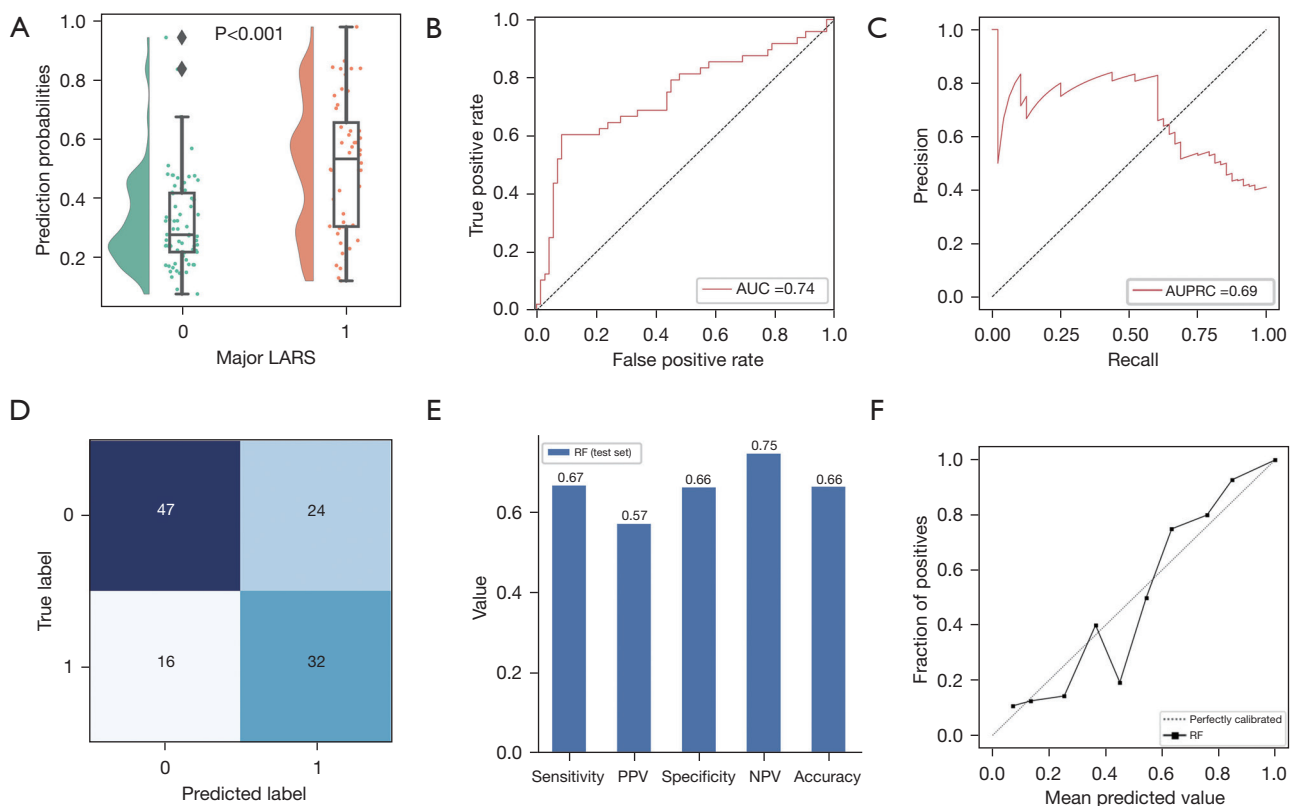 A
P<0.001
1.0
0.8
0.6
0.4
0.2
Prediction probabilities
0
1
Major LARS
B
1.0
0.8
0.6
0.4
0.2
0.0
True positive rate
AUC =0.74
0.0
0.2
0.4
0.6
0.8
1.0
False positive rate
C
1.0
0.8
0.6
0.4
0.2
0.0
Precision
AUPRC =0.69
0.00
0.25
0.50
0.75
1.00
Recall
D
True label
0
1
47
24
16
32
0
1
Predicted label
E
RF (test set)
0.67
0.57
0.66
0.75
0.66
0.6
0.4
0.2
0.0
Value
Sensitivity
PPV
Specificity
NPV
Accuracy
F
1.0
0.8
0.6
0.4
0.2
0.0
Fraction of positives
Perfectly calibrated
RF
0.0
0.2
0.4
0.6
0.8
1.0
Mean predicted value